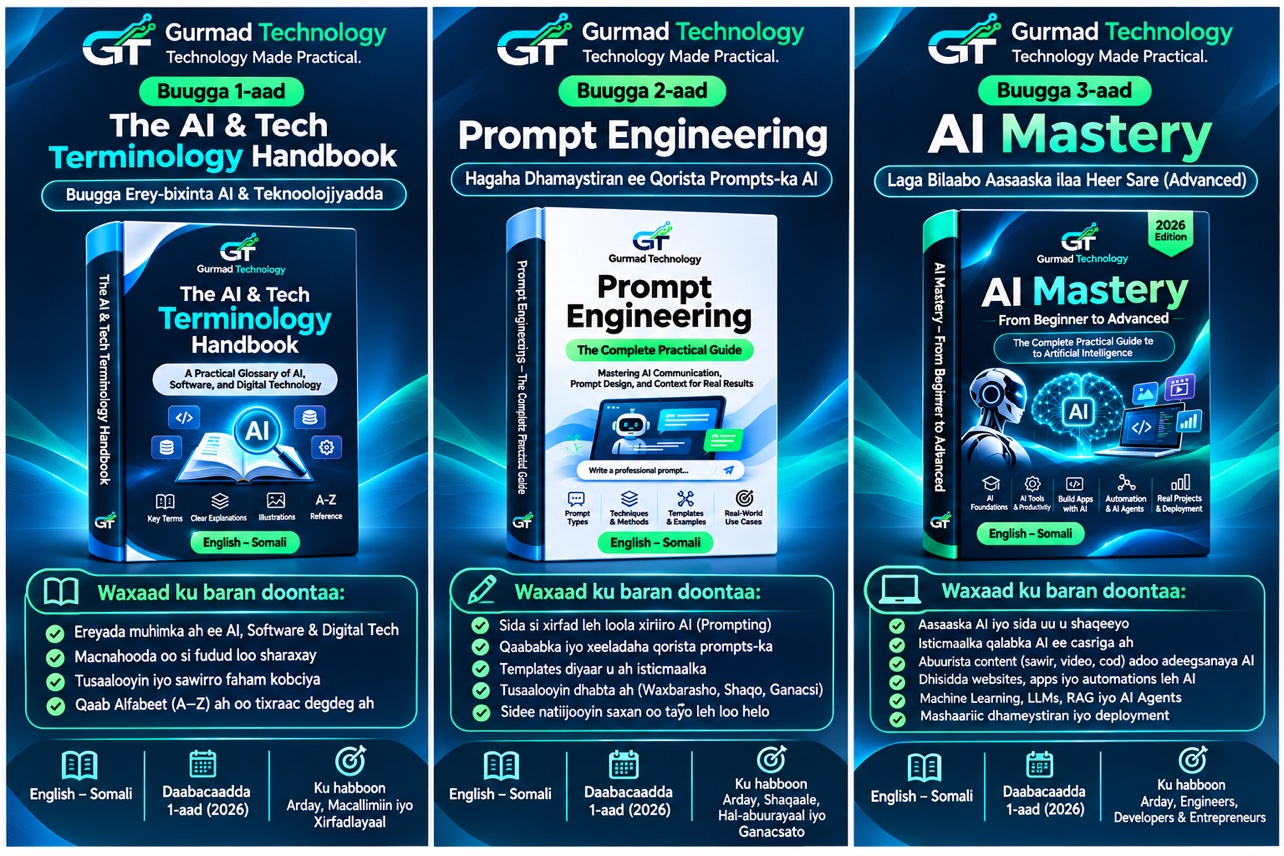 GT
Gurmad Technology
Technology Made Practical.
Buugga 1-aad
The AI & Tech
Terminology Handbook
Buugga Erey-bixinta AI & Teknoolojjyadda
The AI & Tech Terminology Handbook
GT
GT
Gurmad Technology
The AI & Tech
Terminology
Handbook
A Practical Glossary of AI,
Software, and Digital Technology
</>
AI
Key Terms
Clear Explanations
Illustrations
A-Z
Reference
English – Somali
Waxaad ku baran doontaa:
Ereyada muhimka ah ee AI, Software & Digital Tech
Macnahooda oo si fudud loo sharaxay
Tusaalooyin iyo sawirro faham kobciya
Qaab Alfabeet (A–Z) ah oo tixraac degdeg ah
English – Somali
Daabacaadda
1-aad (2026)
Ku habboon
Arday, Macallimiin iyo
Xirfadlayaal
GT
Gurmad Technology
Technology Made Practical.
Buugga 2-aad
Prompt Engineering
Hagaha Dhamaystiran ee Qorista Prompts-ka AI
GT
GT
Gurmad Technology
Prompt
Engineering
The Complete Practical Guide
Mastering AI Communication,
Prompt Design, and Context for Real Results
Write a professional prompt...
Prompt
Types
Techniques
& Methods
Templates
& Examples
Real-World
Use Cases
English – Somali
Waxaad ku baran doontaa:
Sida si xirfad leh loola xiriiro AI (Prompting)
Qaababka iyo xeeladaha qorista prompts-ka
Templates diyaar u ah isticmaalka
Tusaalooyin dhabta ah (Waxbarasho, Shaqo, Ganacsi)
Sidee natiijooyin saxan oo leh loo helo
English – Somali
Daabacaadda
1-aad (2026)
Ku habboon
Arday, Shaqaale,
Hal-abuurayaal iyo
Ganacsato
GT
Gurmad Technology
Technology Made Practical.
Buugga 3-aad
AI Mastery
Laga Bilaabo Aasaaska ilaa Heer Sare (Advanced)
AI Mastery – From Beginner to Advanced
GT
2026
Edition
GT
Gurmad Technology
AI Mastery
From Beginner to Advanced
The Complete Practical Guide te
to Artificial Intelligence
AI
</>
AI
Foundations
AI Tools
& Productivity
Build Apps
with AI
Automation
& AI Agents
Real Projects
& Deployment
English – Somali
Waxaad ku baran doontaa:
Aasaaska AI iyo sida uu u shaqeeyo
Isticmaalka qalabka AI ee casriga ah
Abuurista content (sawir, video, cod) adoo adeegsanaya AI
Dhisidda websites, apps iyo automations leh AI
Machine Learning, LLMs, RAG iyo AI Agents
Mashaariic dhameystiran iyo deployment
English – Somali
Daabacaadda
1-aad (2026)
Ku habboon
Arday, Engineers,
Developers & Entrepreneurs